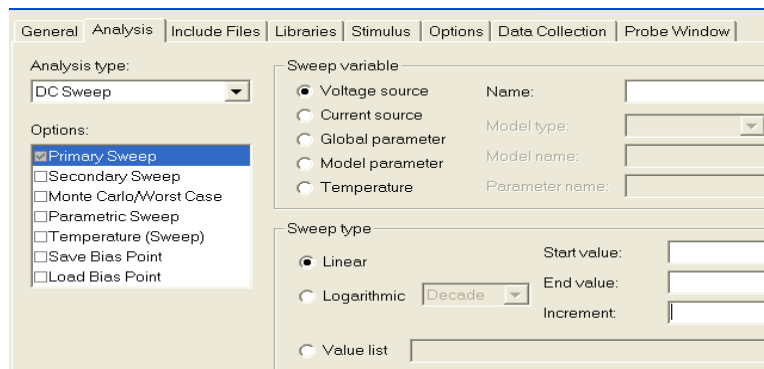 General Analysis Include Files Libraries Stimulus Options Data Collection Probe Window
Analysis type:
DC Sweep
Options:
Primary Sweep
Secondary Sweep
Monte Carlo/Worst Case
Parametric Sweep
Temperature (Sweep)
Save Bias Point
Load Bias Point
Sweep variable
Voltage source
Current source
Global parameter
Model parameter
Temperature
Name:
Model type:
Model name:
Parameter name:
Sweep type
Linear
Logarithmic Decade
Value list
Start value:
End value:
Increment: